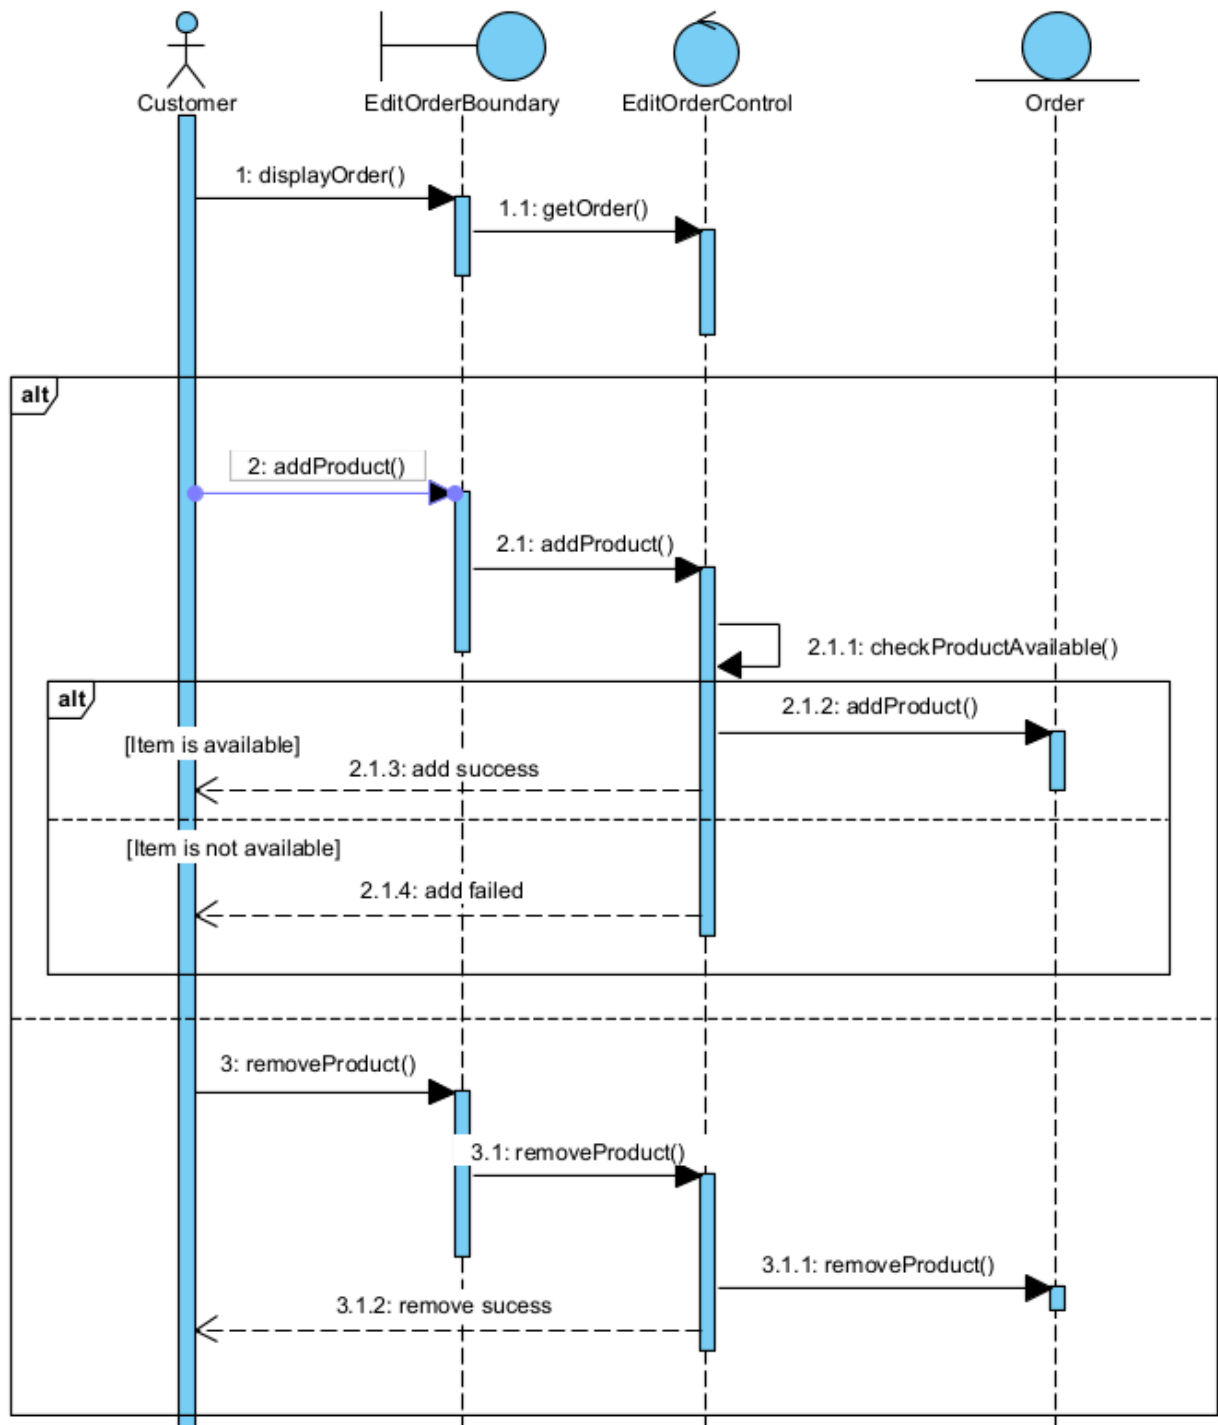 Customer
EditOrderBoundary
EditOrderControl
Order
1: displayOrder()
1.1: getOrder()
alt
2: addProduct()
2.1: addProduct()
2.1.1: checkProductAvailable()
alt
2.1.2: addProduct()
[Item is available]
2.1.3: add success
[Item is not available]
2.1.4: add failed
3: removeProduct()
3.1: removeProduct()
3.1.1: removeProduct()
3.1.2: remove sucess